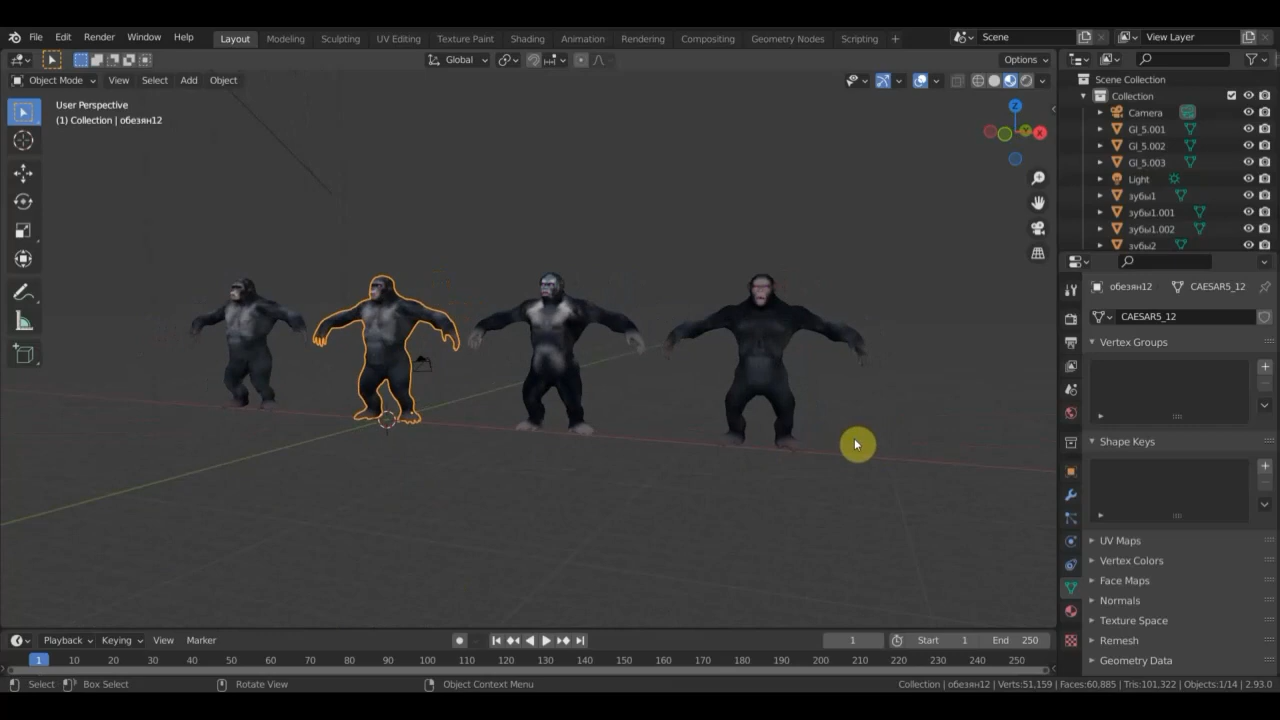 File Edit Render Window Help Layout Modeling Sculpting UV Editing Texture Paint Shading Animation Rendering Compositing Geometry Nodes Scripting + Scene View Layer
Global Options
Object Mode View Select Add Object
User Perspective
(1) Collection | обезян12
Z
Y
X
Scene Collection
Collection
Camera
Gl_5.001
Gl_5.002
Gl_5.003
Light
зубы1
зубы1.001
зубы1.002
зубы2
обезян12 CAESAR5_12
CAESAR5_12
Vertex Groups
Shape Keys
UV Maps
Vertex Colors
Face Maps
Normals
Texture Space
Remesh
Geometry Data
Playback Keying View Marker 1 Start 1 End 250
1 10 20 30 40 50 60 70 80 90 100 110 120 130 140 150 160 170 180 190 200 210 220 230 240 250
Select Box Select Rotate View Object Context Menu Collection | обезян12 | Verts:51,159 | Faces:60,885 | Tris:101,322 | Objects:1/14 | 2.93.0